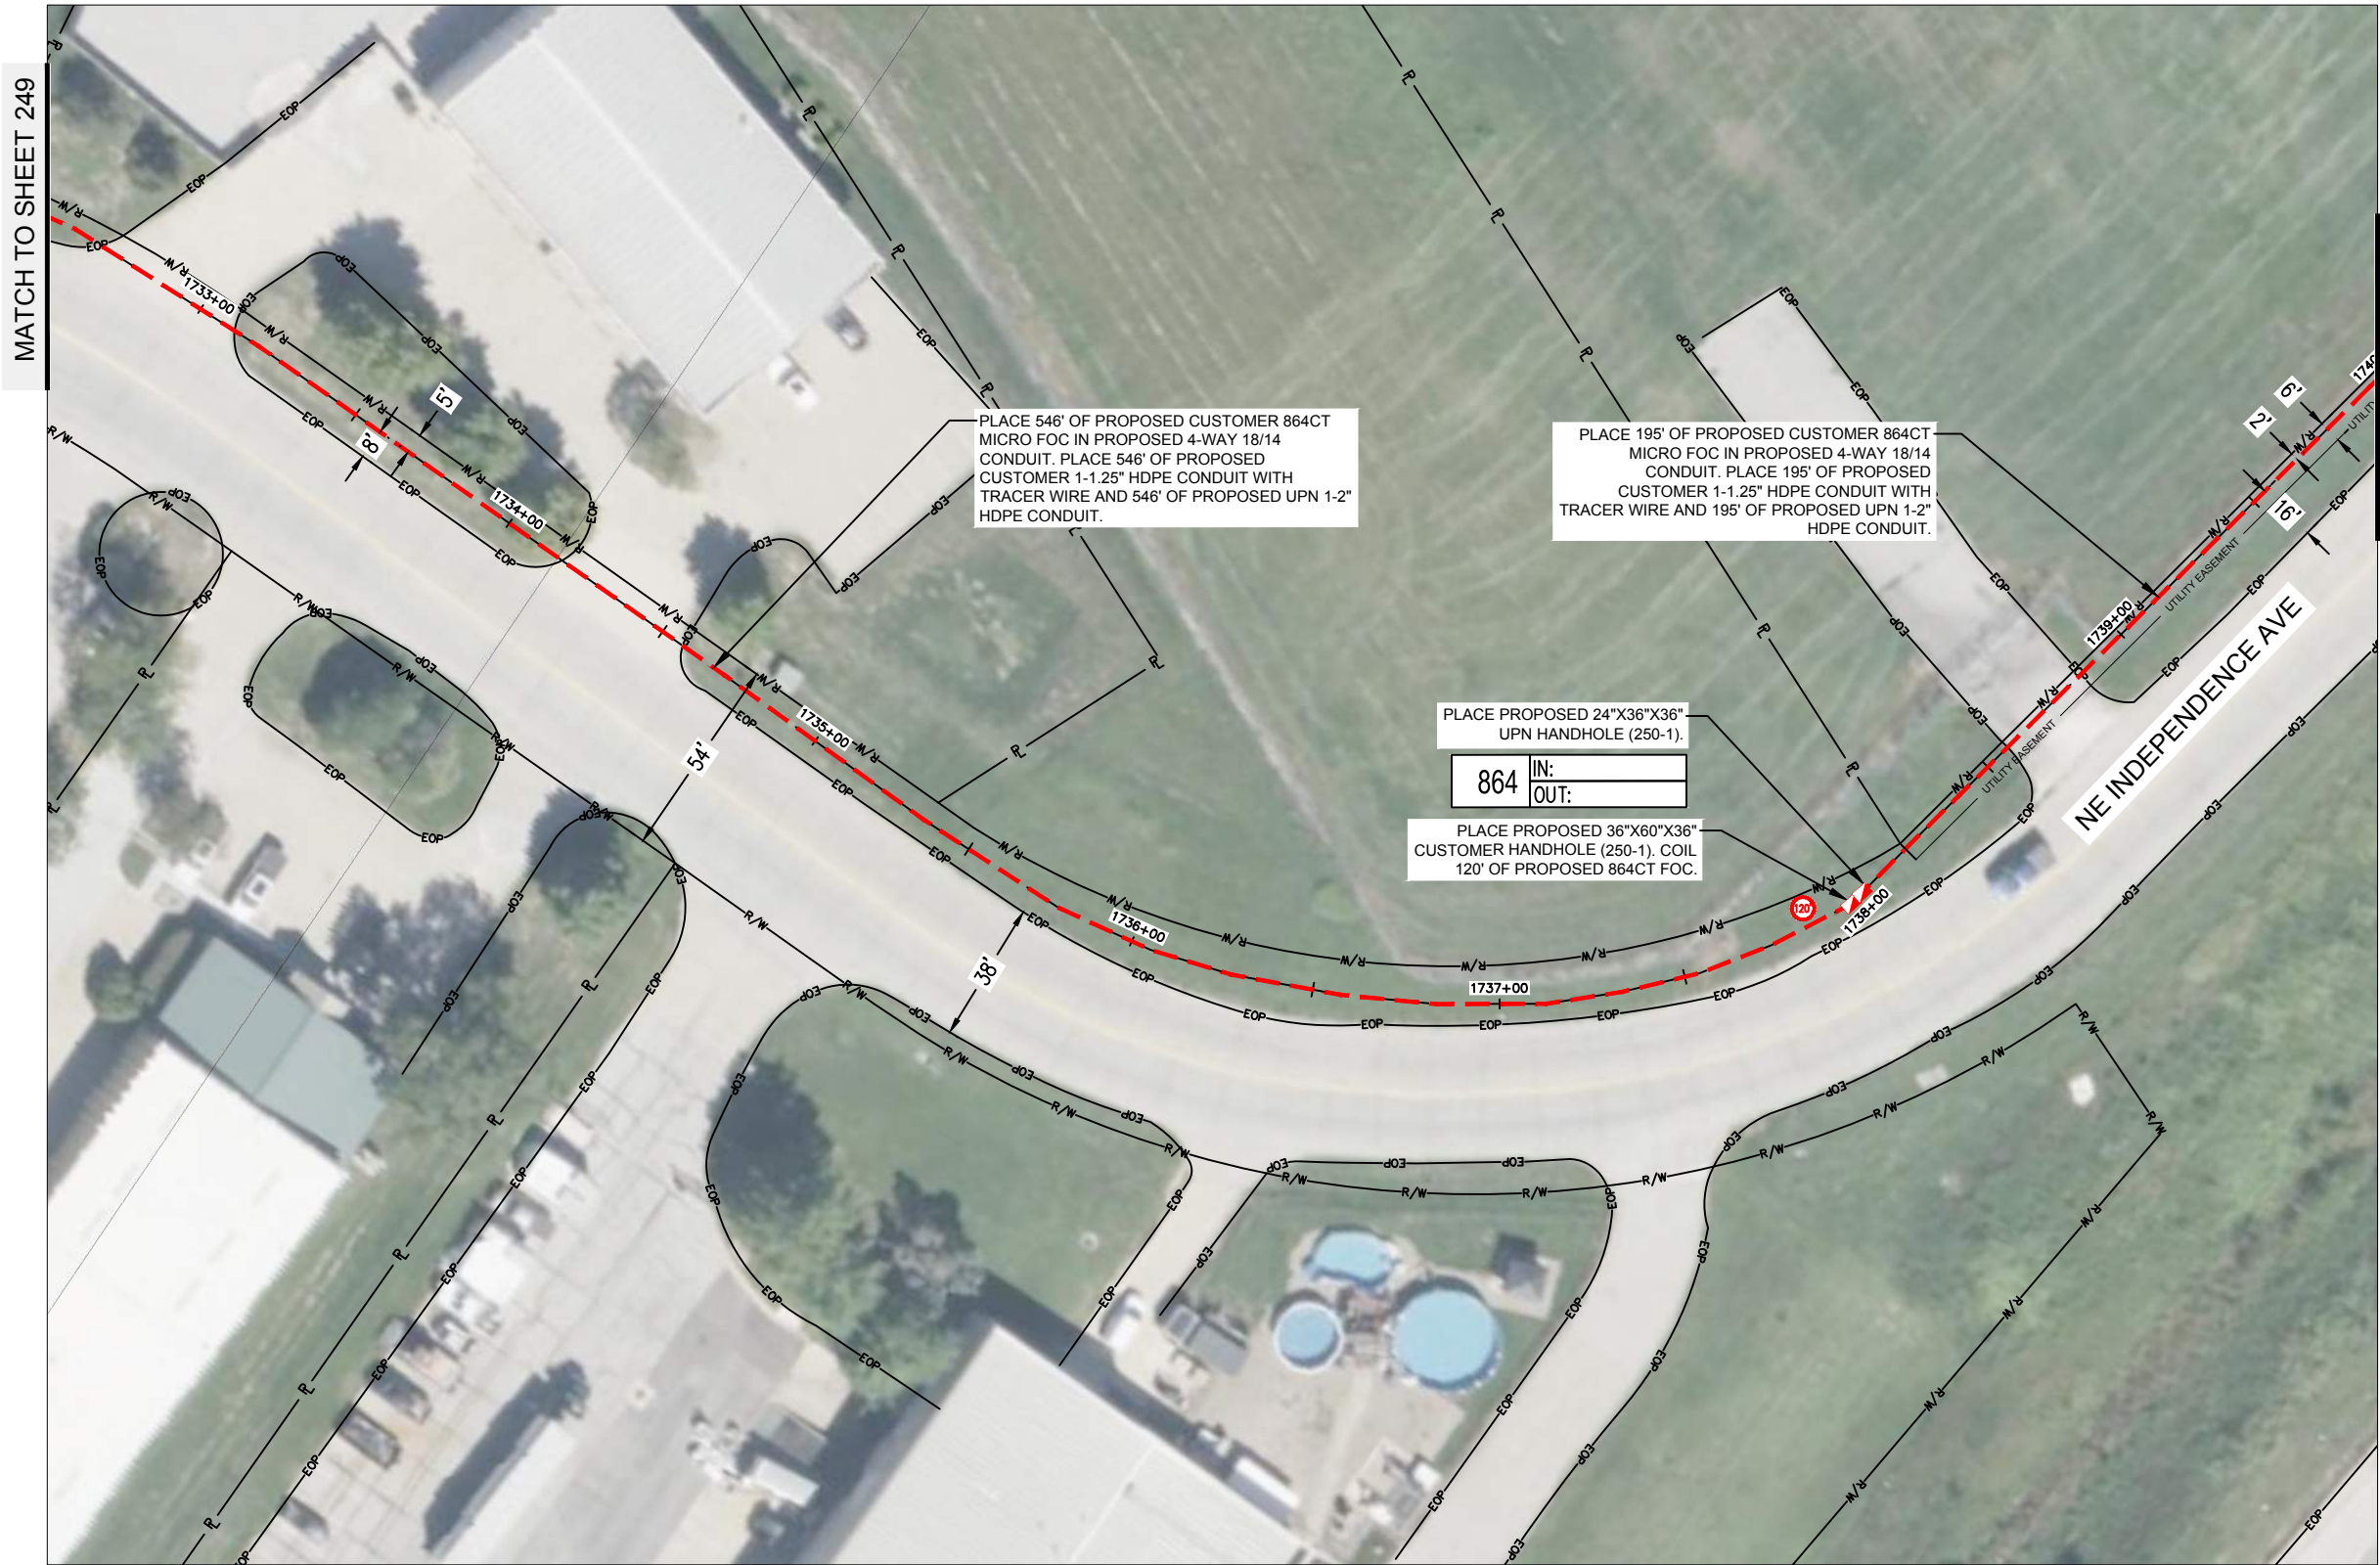 MATCH TO SHEET 249
1733+00
5'
8'
1734+00
PLACE 546' OF PROPOSED CUSTOMER 864CT
MICRO FOC IN PROPOSED 4-WAY 18/14
CONDUIT. PLACE 546' OF PROPOSED
CUSTOMER 1-1.25" HDPE CONDUIT WITH
TRACER WIRE AND 546' OF PROPOSED UPN 1-2"
HDPE CONDUIT.
PLACE 195' OF PROPOSED CUSTOMER 864CT
MICRO FOC IN PROPOSED 4-WAY 18/14
CONDUIT. PLACE 195' OF PROPOSED
CUSTOMER 1-1.25" HDPE CONDUIT WITH
TRACER WIRE AND 195' OF PROPOSED UPN 1-2"
HDPE CONDUIT.
6'
2'
16'
UTILITY EASEMENT
1739+00
NE INDEPENDENCE AVE
UTILITY EASEMENT
54'
1735+00
PLACE PROPOSED 24"X36"X36"
UPN HANDHOLE (250-1).
864
IN:
OUT:
PLACE PROPOSED 36"X60"X36"
CUSTOMER HANDHOLE (250-1). COIL
120' OF PROPOSED 864CT FOC.
120'
1738+00
1736+00
38'
1737+00
EOP
R/W
PL